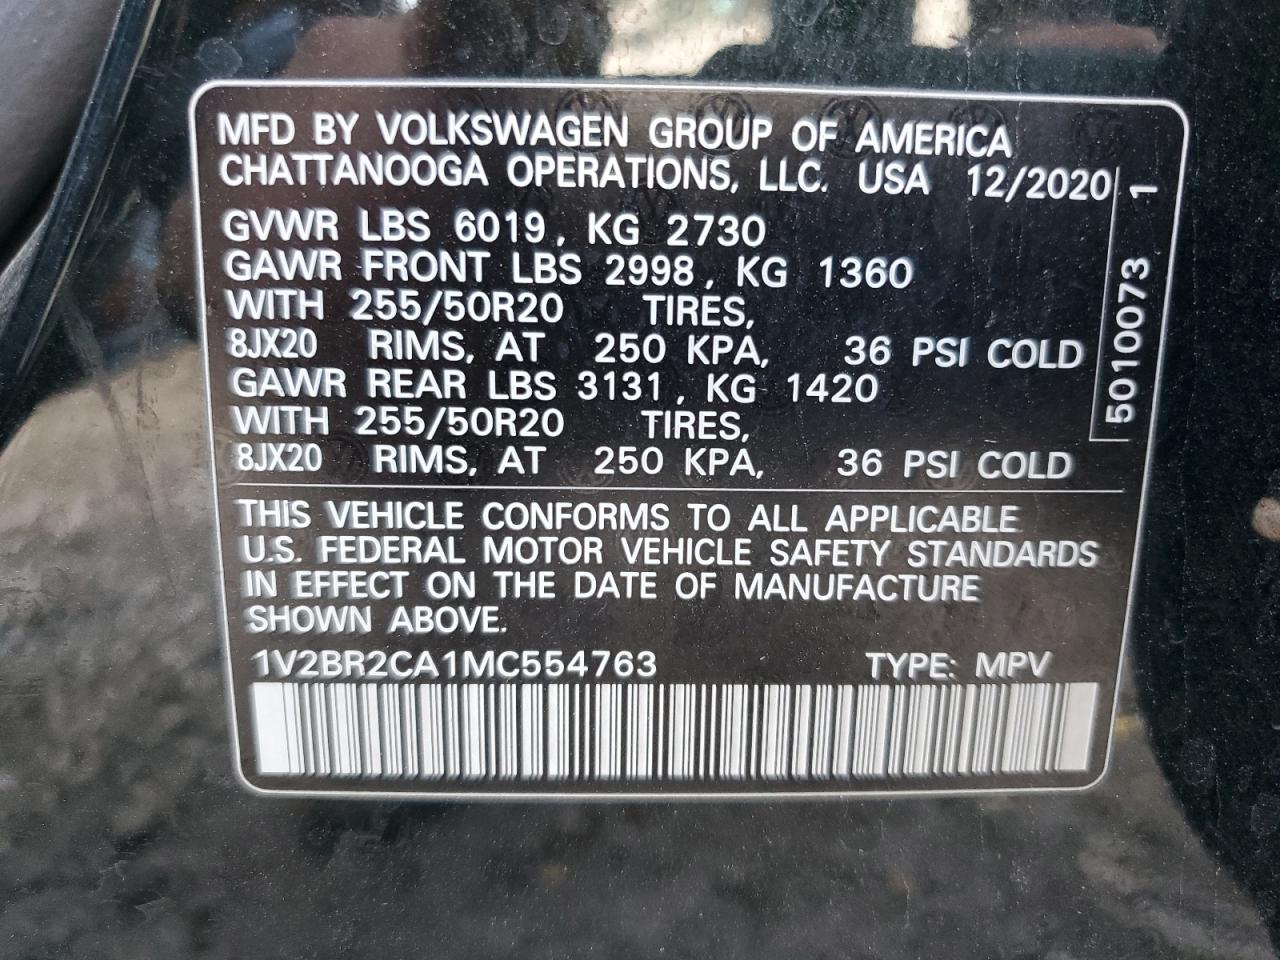 MFD BY VOLKSWAGEN GROUP OF AMERICA
CHATTANOOGA OPERATIONS, LLC. USA 12/2020
GVWR LBS 6019, KG 2730
GAWR FRONT LBS 2998, KG 1360
WITH 255/50R20 TIRES,
8JX20 RIMS, AT 250 KPA, 36 PSI COLD
GAWR REAR LBS 3131, KG 1420
WITH 255/50R20 TIRES,
8JX20 RIMS, AT 250 KPA, 36 PSI COLD
5010073 1
THIS VEHICLE CONFORMS TO ALL APPLICABLE
U.S. FEDERAL MOTOR VEHICLE SAFETY STANDARDS
IN EFFECT ON THE DATE OF MANUFACTURE
SHOWN ABOVE.
1V2BR2CA1MC554763 TYPE: MPV